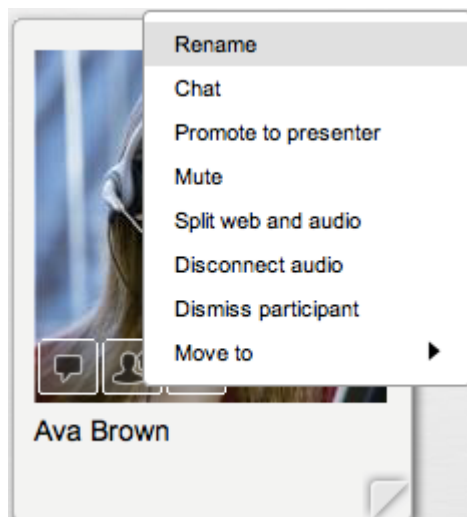 Rename
Chat
Promote to presenter
Mute
Split web and audio
Disconnect audio
Dismiss participant
Move to
Ava Brown